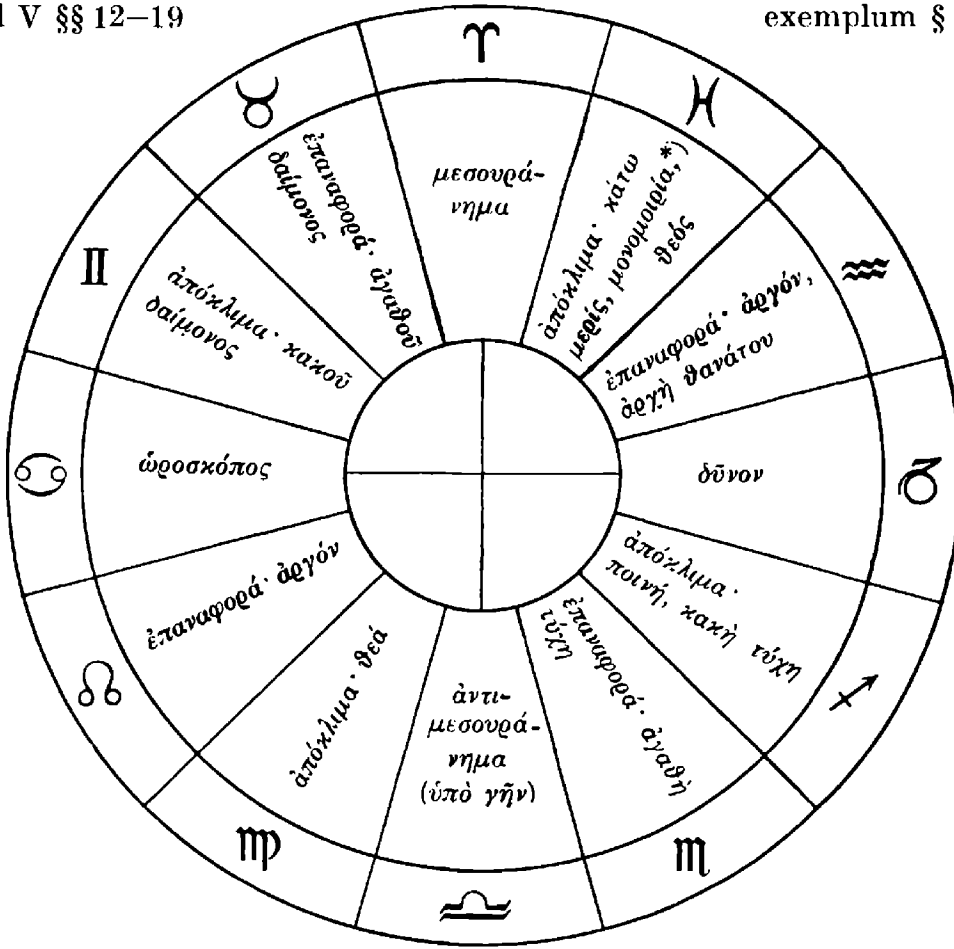 V §§ 12–19
exemplum §
♈
μεσουρά-
νημα
♓
ἀπόκλιμα· κάτω
μερίς, μονομοιρία, *)
θεός
♒
ἐπαναφορά· ἀργόν,
ἀρχὴ θανάτου
♑
δῦνον
♐
ἀπόκλιμα·
ποινή, κακὴ τύχη
♏
ἐπαναφορά· ἀγαθὴ
τύχη
♎
ἀντι-
μεσουρά-
νημα
(ὑπὸ γῆν)
♍
ἀπόκλιμα· θεά
♌
ἐπαναφορά· ἀργόν
♋
ὡροσκόπος
♊
ἀπόκλιμα· κακοῦ
δαίμονος
♉
ἐπαναφορά· ἀγαθοῦ
δαίμονος